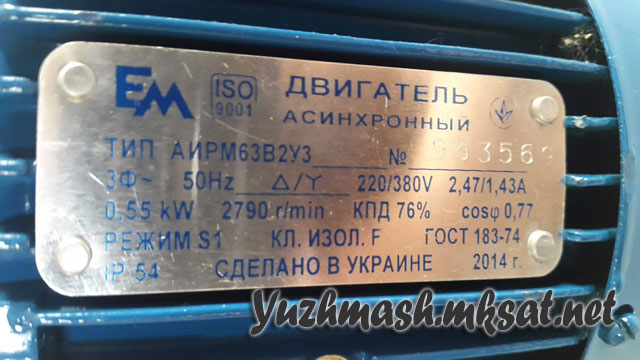 EM ISO 9001 ДВИГАТЕЛЬ
АСИНХРОННЫЙ
ТИП АИРМ63В2У3 №
3Ф~ 50Hz Δ/Y 220/380V 2,47/1,43A
0,55 kW 2790 r/min КПД 76% cosφ 0,77
РЕЖИМ S1 КЛ. ИЗОЛ. F ГОСТ 183-74
IP 54 СДЕЛАНО В УКРАИНЕ 2014 г.
Yuzhmash.mksat.net